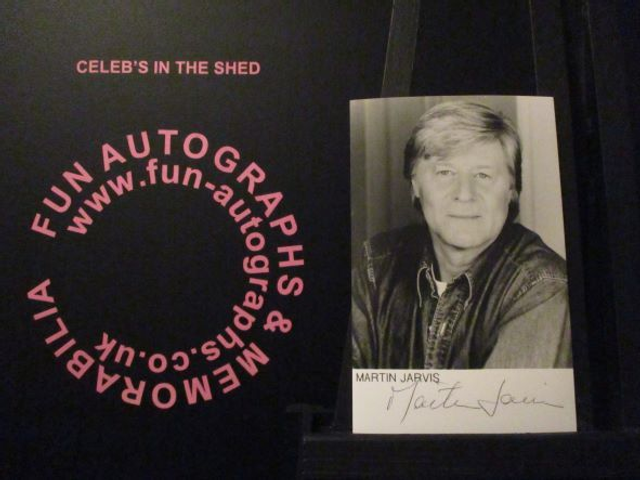 CELEB'S IN THE SHED
FUN AUTOGRAPHS & MEMORABILIA
www.fun-autographs.co.uk
MARTIN JARVIS
Martin Jarvis